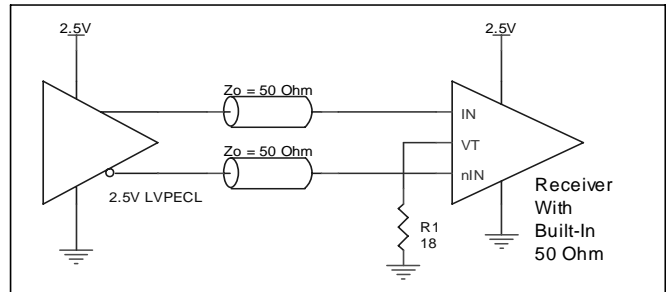 2.5V
2.5V
Zo = 50 Ohm
IN
VT
Zo = 50 Ohm
nIN
2.5V LVPECL
Receiver
With
Built-In
50 Ohm
R1
18